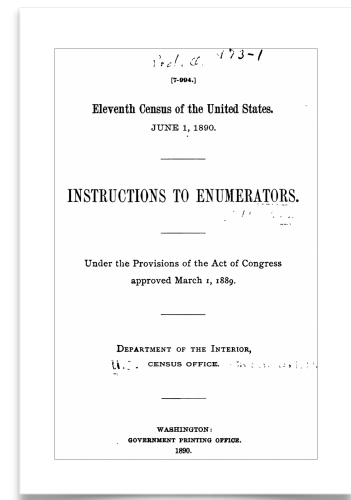 [7-994.]
Eleventh Census of the United States.
JUNE 1, 1890.
INSTRUCTIONS TO ENUMERATORS.
Under the Provisions of the Act of Congress
approved March 1, 1889.
DEPARTMENT OF THE INTERIOR,
CENSUS OFFICE.
WASHINGTON:
GOVERNMENT PRINTING OFFICE.
1890.